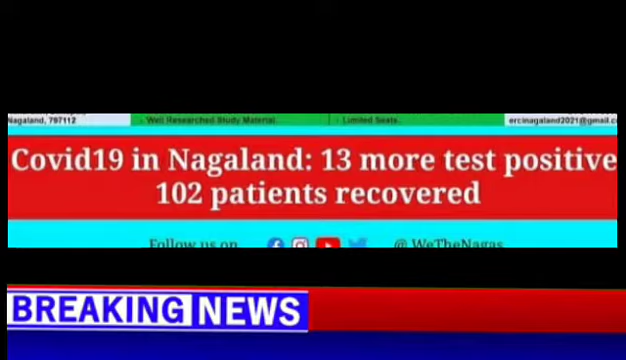 Nagaland, 797112
Well Researched Study Material.
Limited Seats.
ercinagaland2021@gmail.c
Covid19 in Nagaland: 13 more test positive
102 patients recovered
Follow us on
@ WeTheNagas
BREAKING NEWS